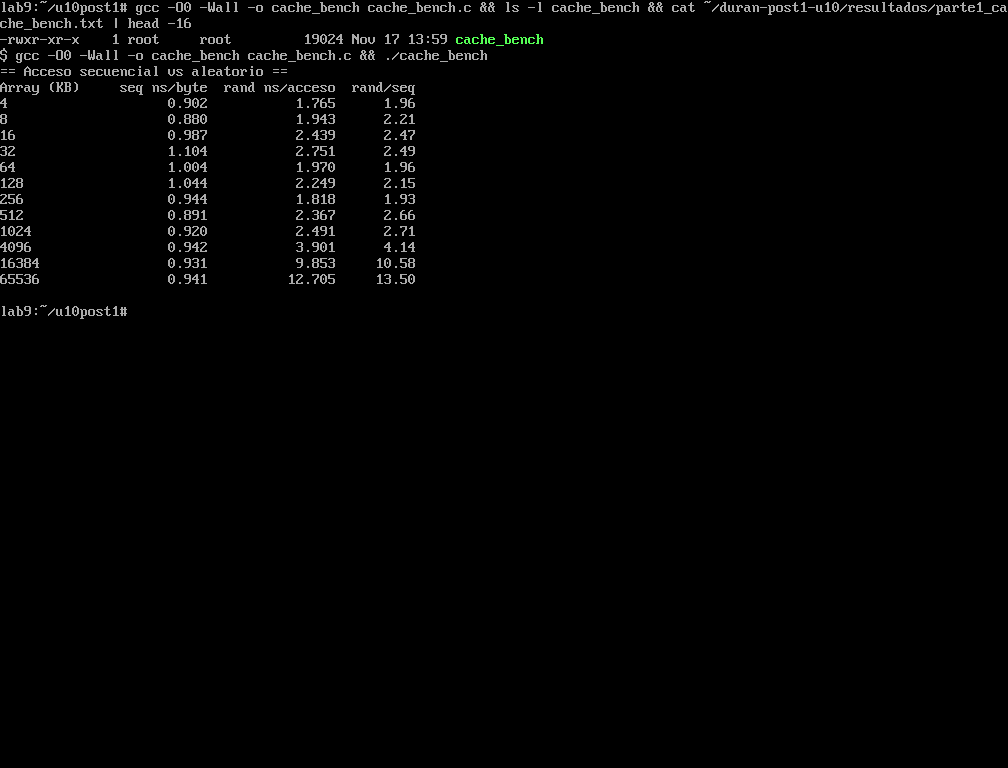 lab9:~/u10post1# gcc -O0 -Wall -o cache_bench cache_bench.c && ls -l cache_bench && cat ~/duran-post1-u10/resultados/parte1_ca
che_bench.txt | head -16
-rwxr-xr-x    1 root     root         19024 Nov 17 13:59 cache_bench
$ gcc -O0 -Wall -o cache_bench cache_bench.c && ./cache_bench
== Acceso secuencial vs aleatorio ==
Array (KB)     seq ns/byte  rand ns/acceso  rand/seq
4                    0.902           1.765      1.96
8                    0.880           1.943      2.21
16                   0.987           2.439      2.47
32                   1.104           2.751      2.49
64                   1.004           1.970      1.96
128                  1.044           2.249      2.15
256                  0.944           1.818      1.93
512                  0.891           2.367      2.66
1024                 0.920           2.491      2.71
4096                 0.942           3.901      4.14
16384                0.931           9.853     10.58
65536                0.941          12.705     13.50
lab9:~/u10post1#